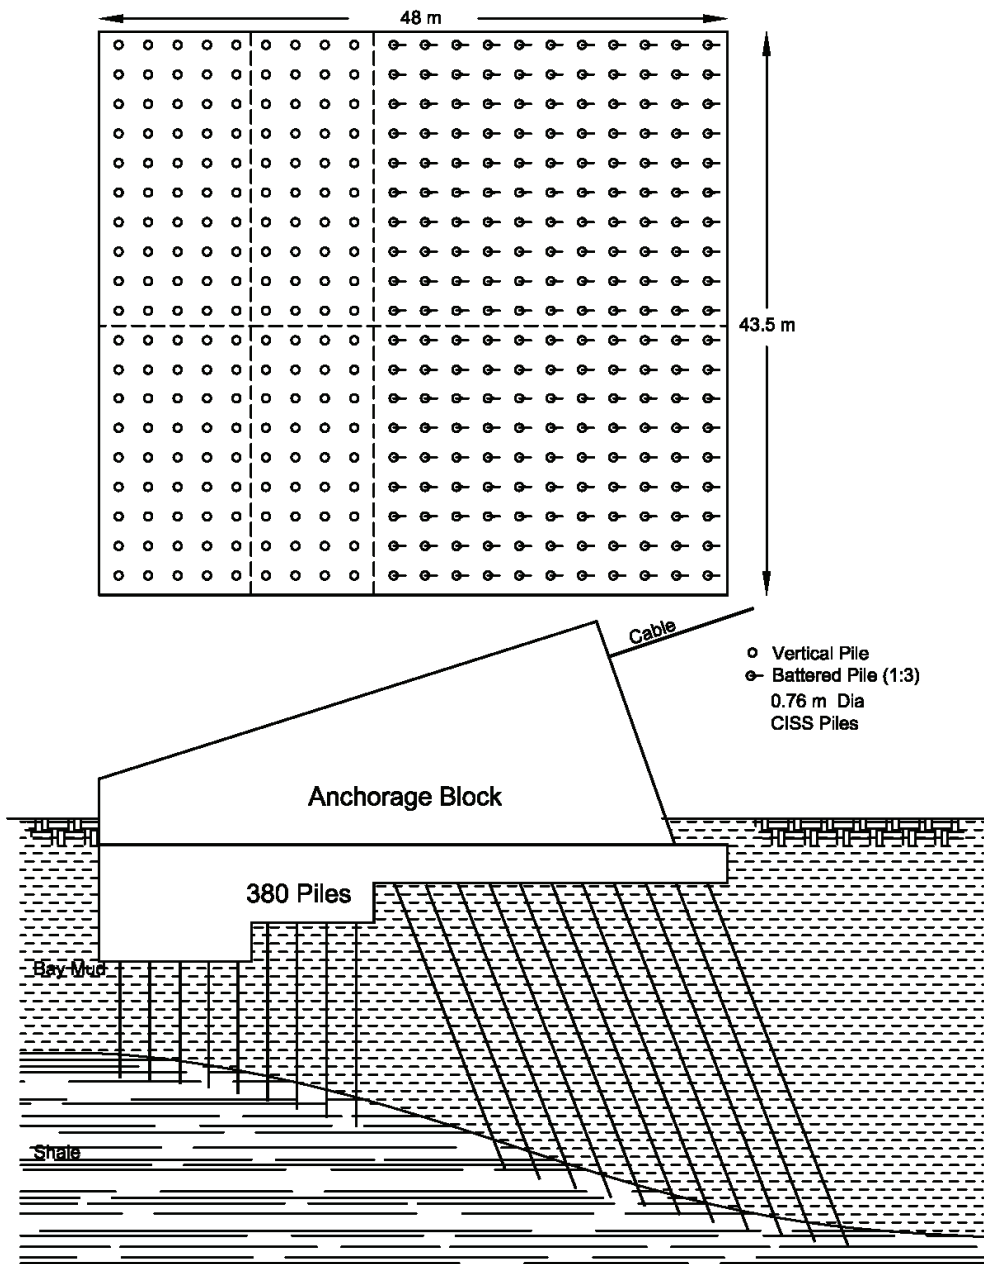 48 m
43.5 m
Cable
Vertical Pile
Battered Pile (1:3)
0.76 m Dia
CISS Piles
Anchorage Block
380 Piles
Bay Mud
Shale